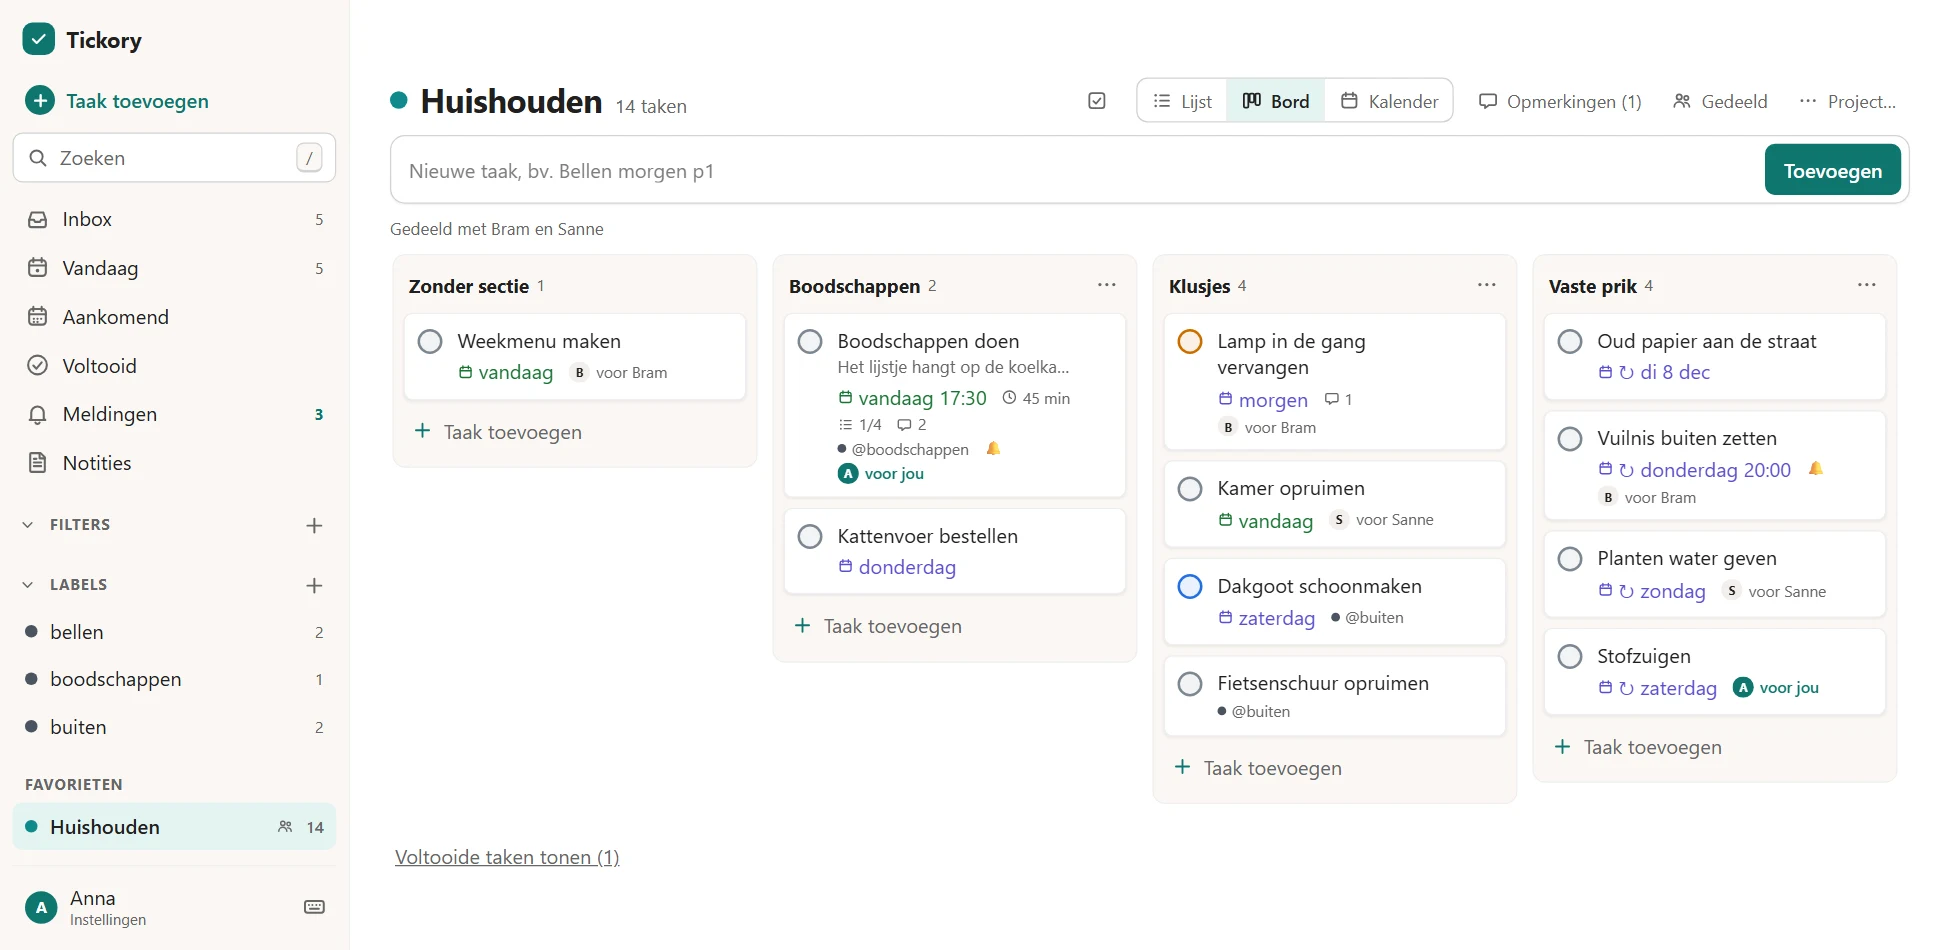 Tickory
Taak toevoegen
Zoeken /
Inbox 5
Vandaag 5
Aankomend
Voltooid
Meldingen 3
Notities
FILTERS
LABELS
bellen 2
boodschappen 1
buiten 2
FAVORIETEN
Huishouden 14
A Anna
Instellingen
Huishouden 14 taken
Lijst Bord Kalender Opmerkingen (1) Gedeeld ··· Project...
Nieuwe taak, bv. Bellen morgen p1 Toevoegen
Gedeeld met Bram en Sanne
Zonder sectie 1
Weekmenu maken
vandaag B voor Bram
Taak toevoegen
Boodschappen 2
Boodschappen doen
Het lijstje hangt op de koelka...
vandaag 17:30 45 min
1/4 2
@boodschappen
A voor jou
Kattenvoer bestellen
donderdag
Taak toevoegen
Klusjes 4
Lamp in de gang
vervangen
morgen 1
B voor Bram
Kamer opruimen
vandaag S voor Sanne
Dakgoot schoonmaken
zaterdag @buiten
Fietsenschuur opruimen
@buiten
Taak toevoegen
Vaste prik 4
Oud papier aan de straat
di 8 dec
Vuilnis buiten zetten
donderdag 20:00
B voor Bram
Planten water geven
zondag S voor Sanne
Stofzuigen
zaterdag A voor jou
Taak toevoegen
Voltooide taken tonen (1)